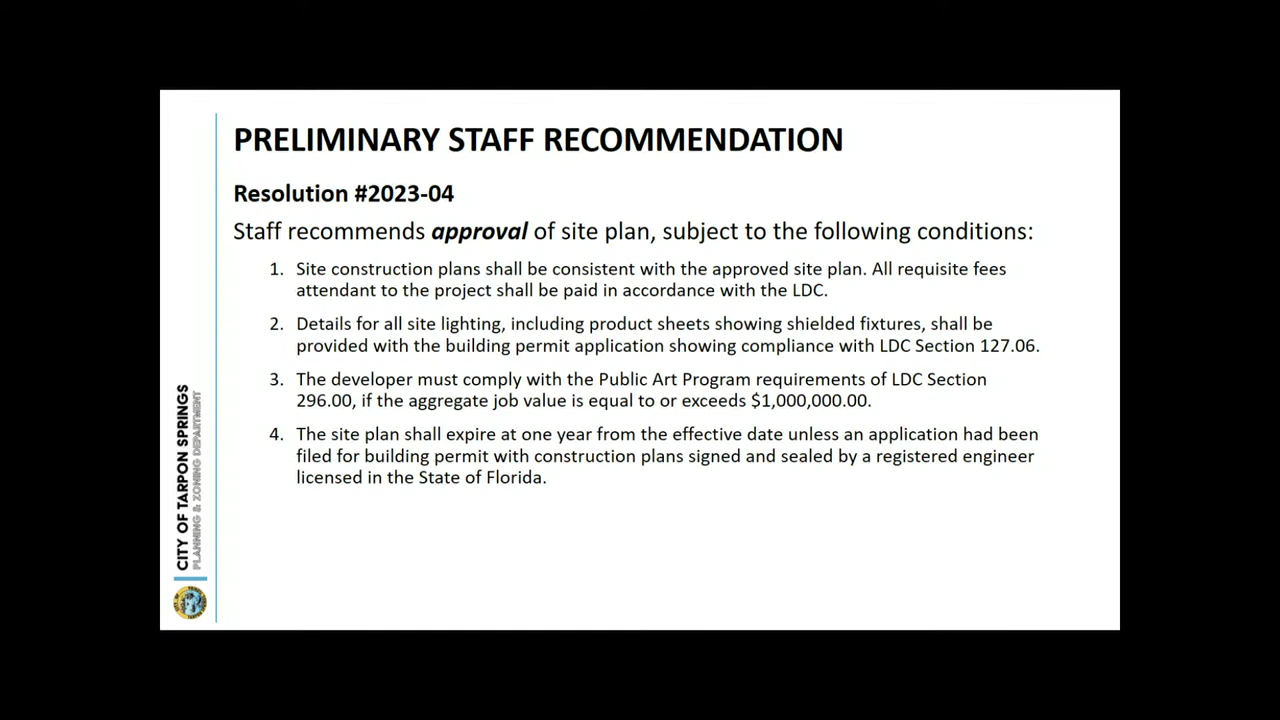 PRELIMINARY STAFF RECOMMENDATION
Resolution #2023-04
Staff recommends approval of site plan, subject to the following conditions:
1. Site construction plans shall be consistent with the approved site plan. All requisite fees
attendant to the project shall be paid in accordance with the LDC.
2. Details for all site lighting, including product sheets showing shielded fixtures, shall be
provided with the building permit application showing compliance with LDC Section 127.06.
3. The developer must comply with the Public Art Program requirements of LDC Section
296.00, if the aggregate job value is equal to or exceeds $1,000,000.00.
4. The site plan shall expire at one year from the effective date unless an application had been
filed for building permit with construction plans signed and sealed by a registered engineer
licensed in the State of Florida.
CITY OF TARPON SPRINGS
PLANNING & ZONING DEPARTMENT